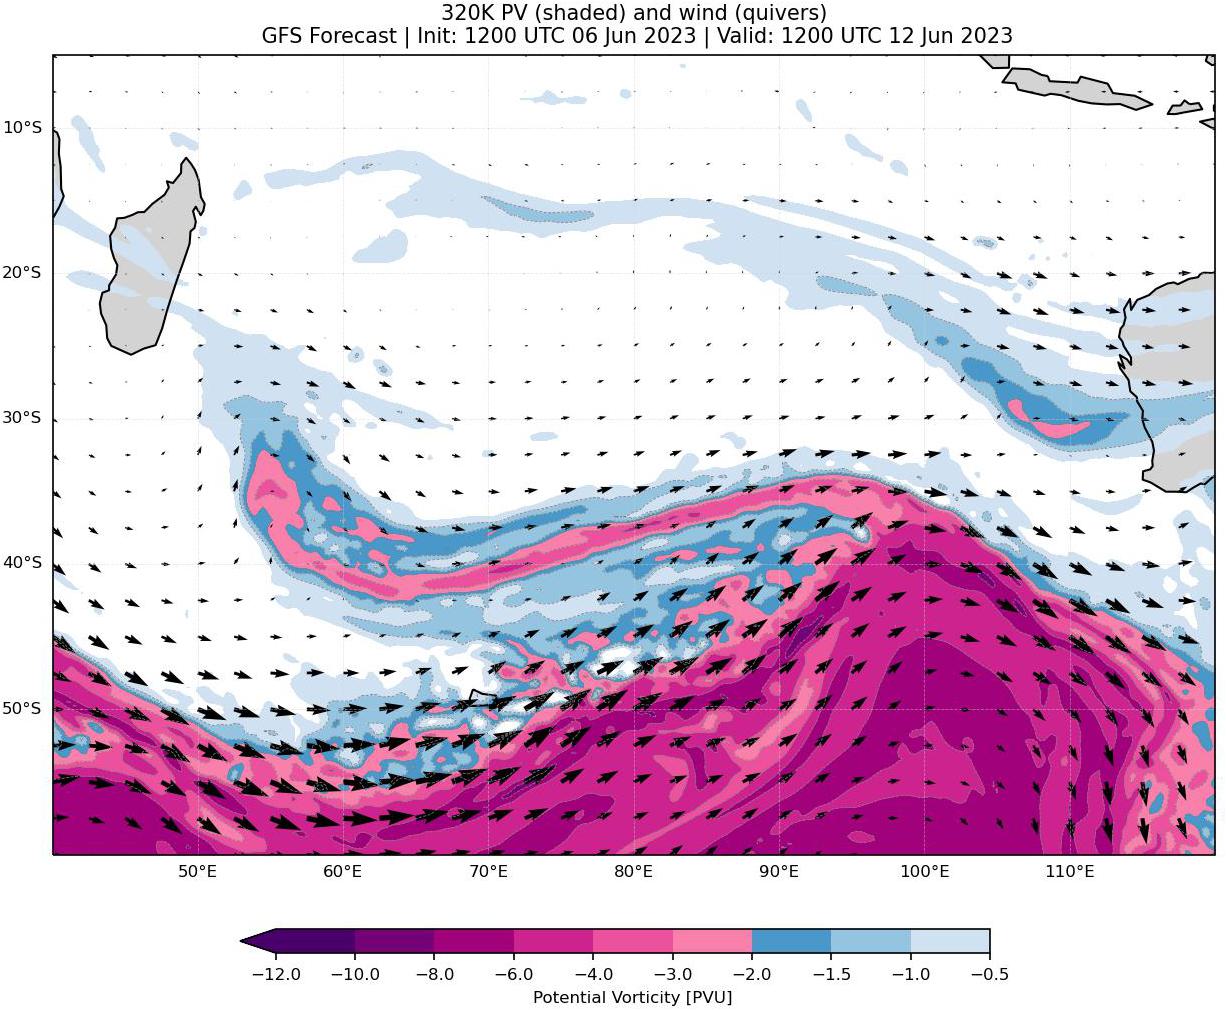 320K PV (shaded) and wind (quivers)
GFS Forecast | Init: 1200 UTC 06 Jun 2023 | Valid: 1200 UTC 12 Jun 2023
10°S
20°S
30°S
40°S
50°S
50°E 60°E 70°E 80°E 90°E 100°E 110°E
−12.0 −10.0 −8.0 −6.0 −4.0 −3.0 −2.0 −1.5 −1.0 −0.5
Potential Vorticity [PVU]